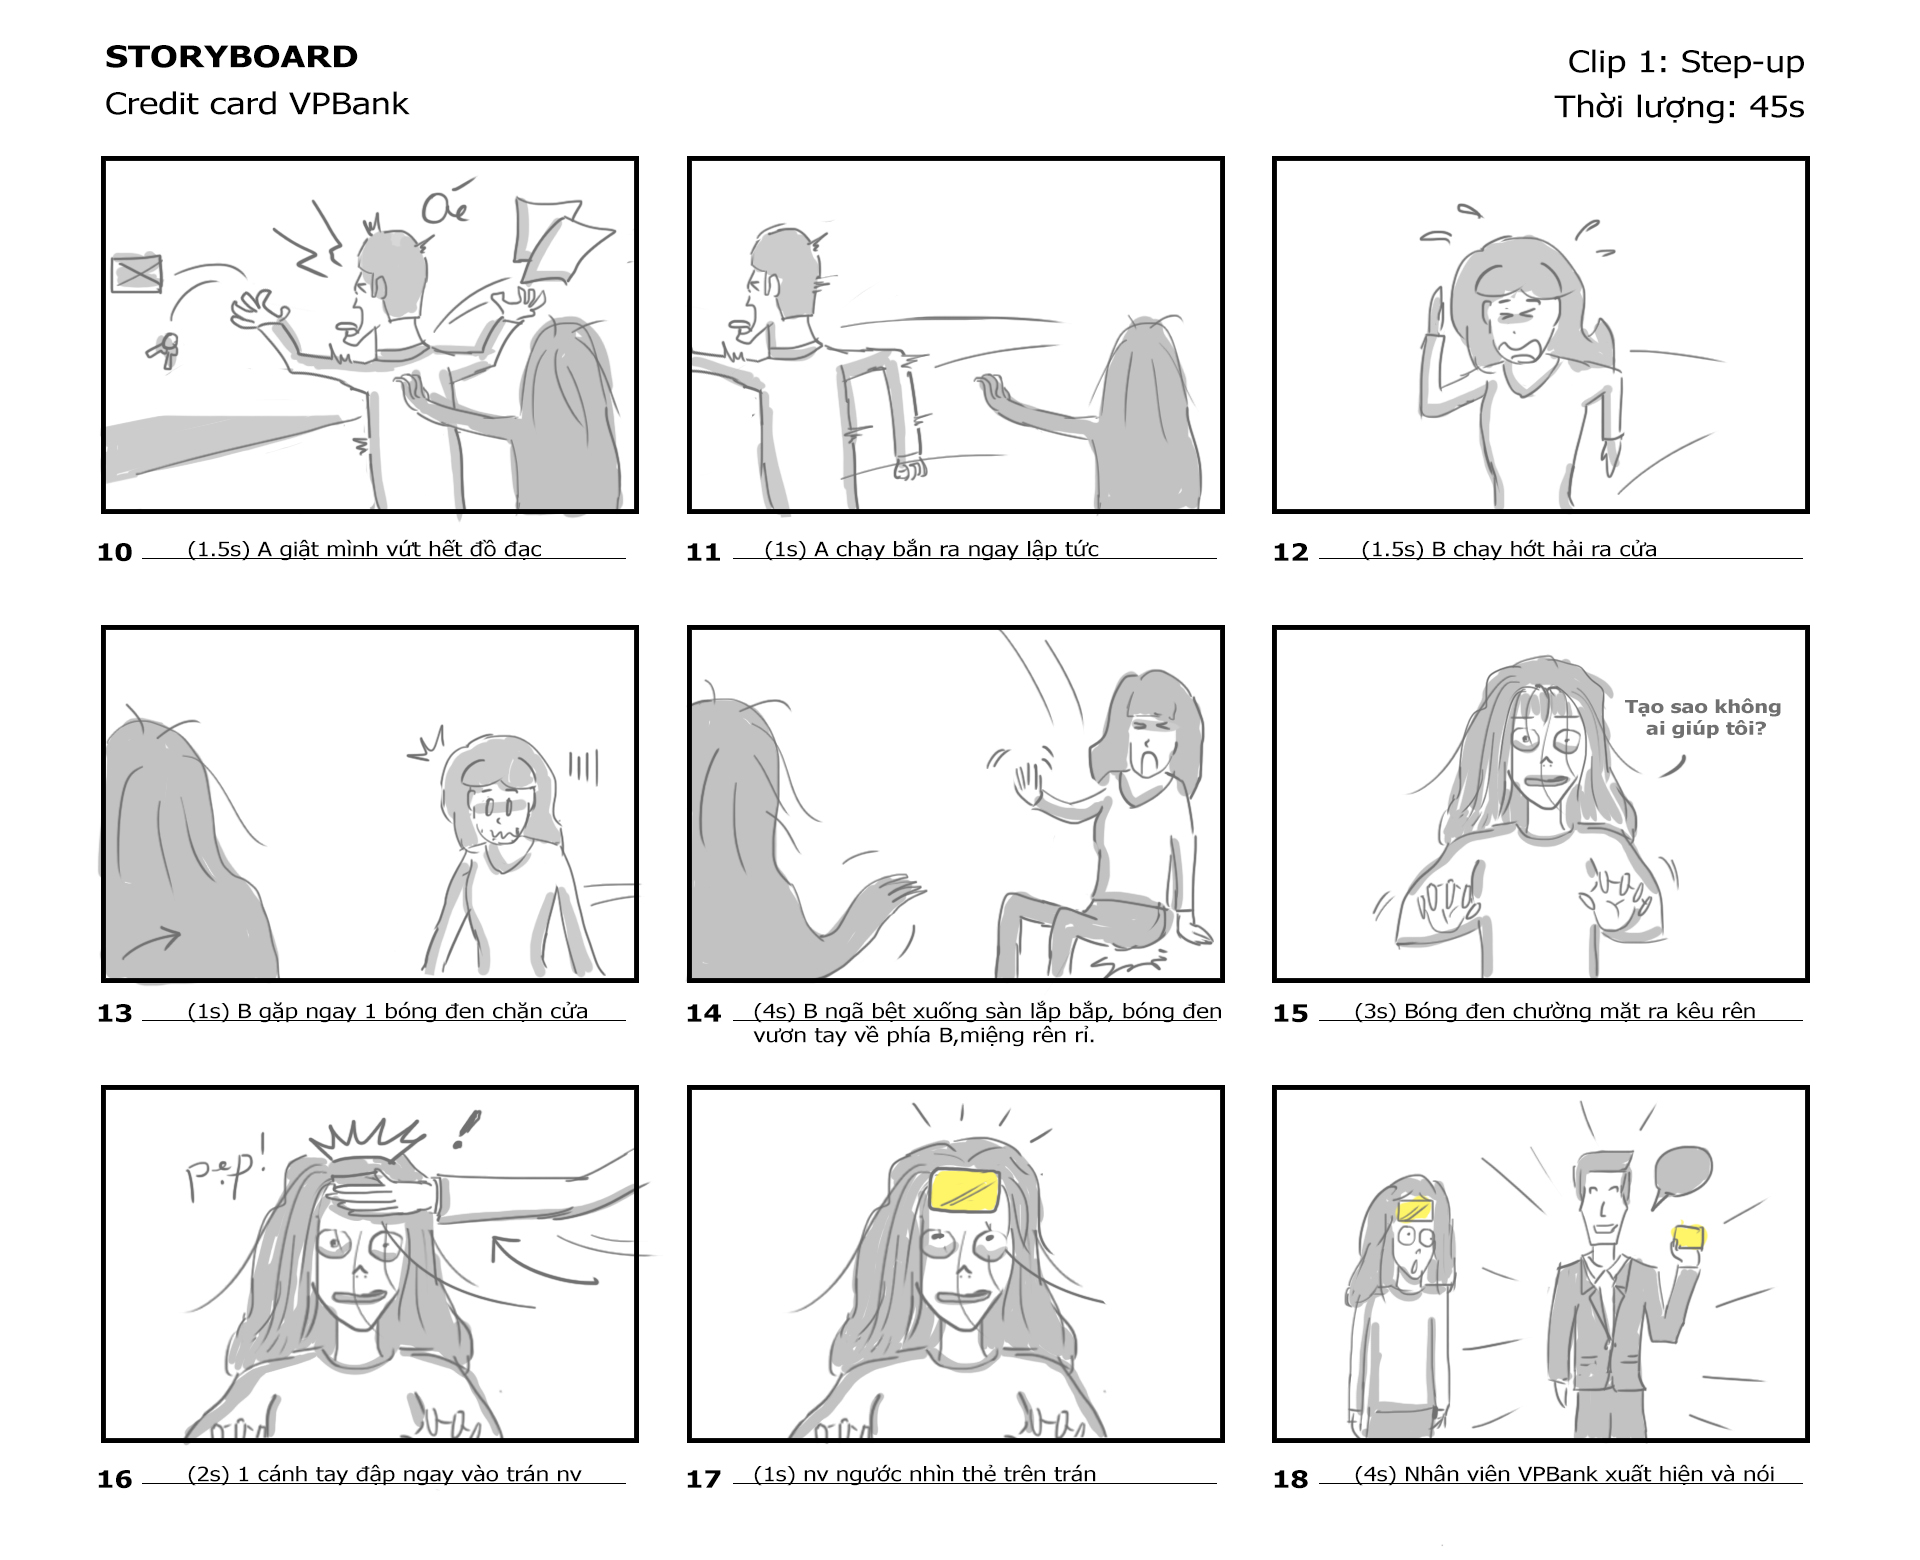 STORYBOARD
Credit card VPBank
Clip 1: Step-up
Thời lượng: 45s
Oé
10 (1.5s) A giật mình vứt hết đồ đạc
11 (1s) A chạy bắn ra ngay lập tức
12 (1.5s) B chạy hớt hải ra cửa
Tạo sao không
ai giúp tôi?
13 (1s) B gặp ngay 1 bóng đen chặn cửa
14 (4s) B ngã bệt xuống sàn lắp bắp, bóng đen
vươn tay về phía B,miệng rên rỉ.
15 (3s) Bóng đen chường mặt ra kêu rên
pẹp!
!
16 (2s) 1 cánh tay đập ngay vào trán nv
17 (1s) nv ngước nhìn thẻ trên trán
18 (4s) Nhân viên VPBank xuất hiện và nói